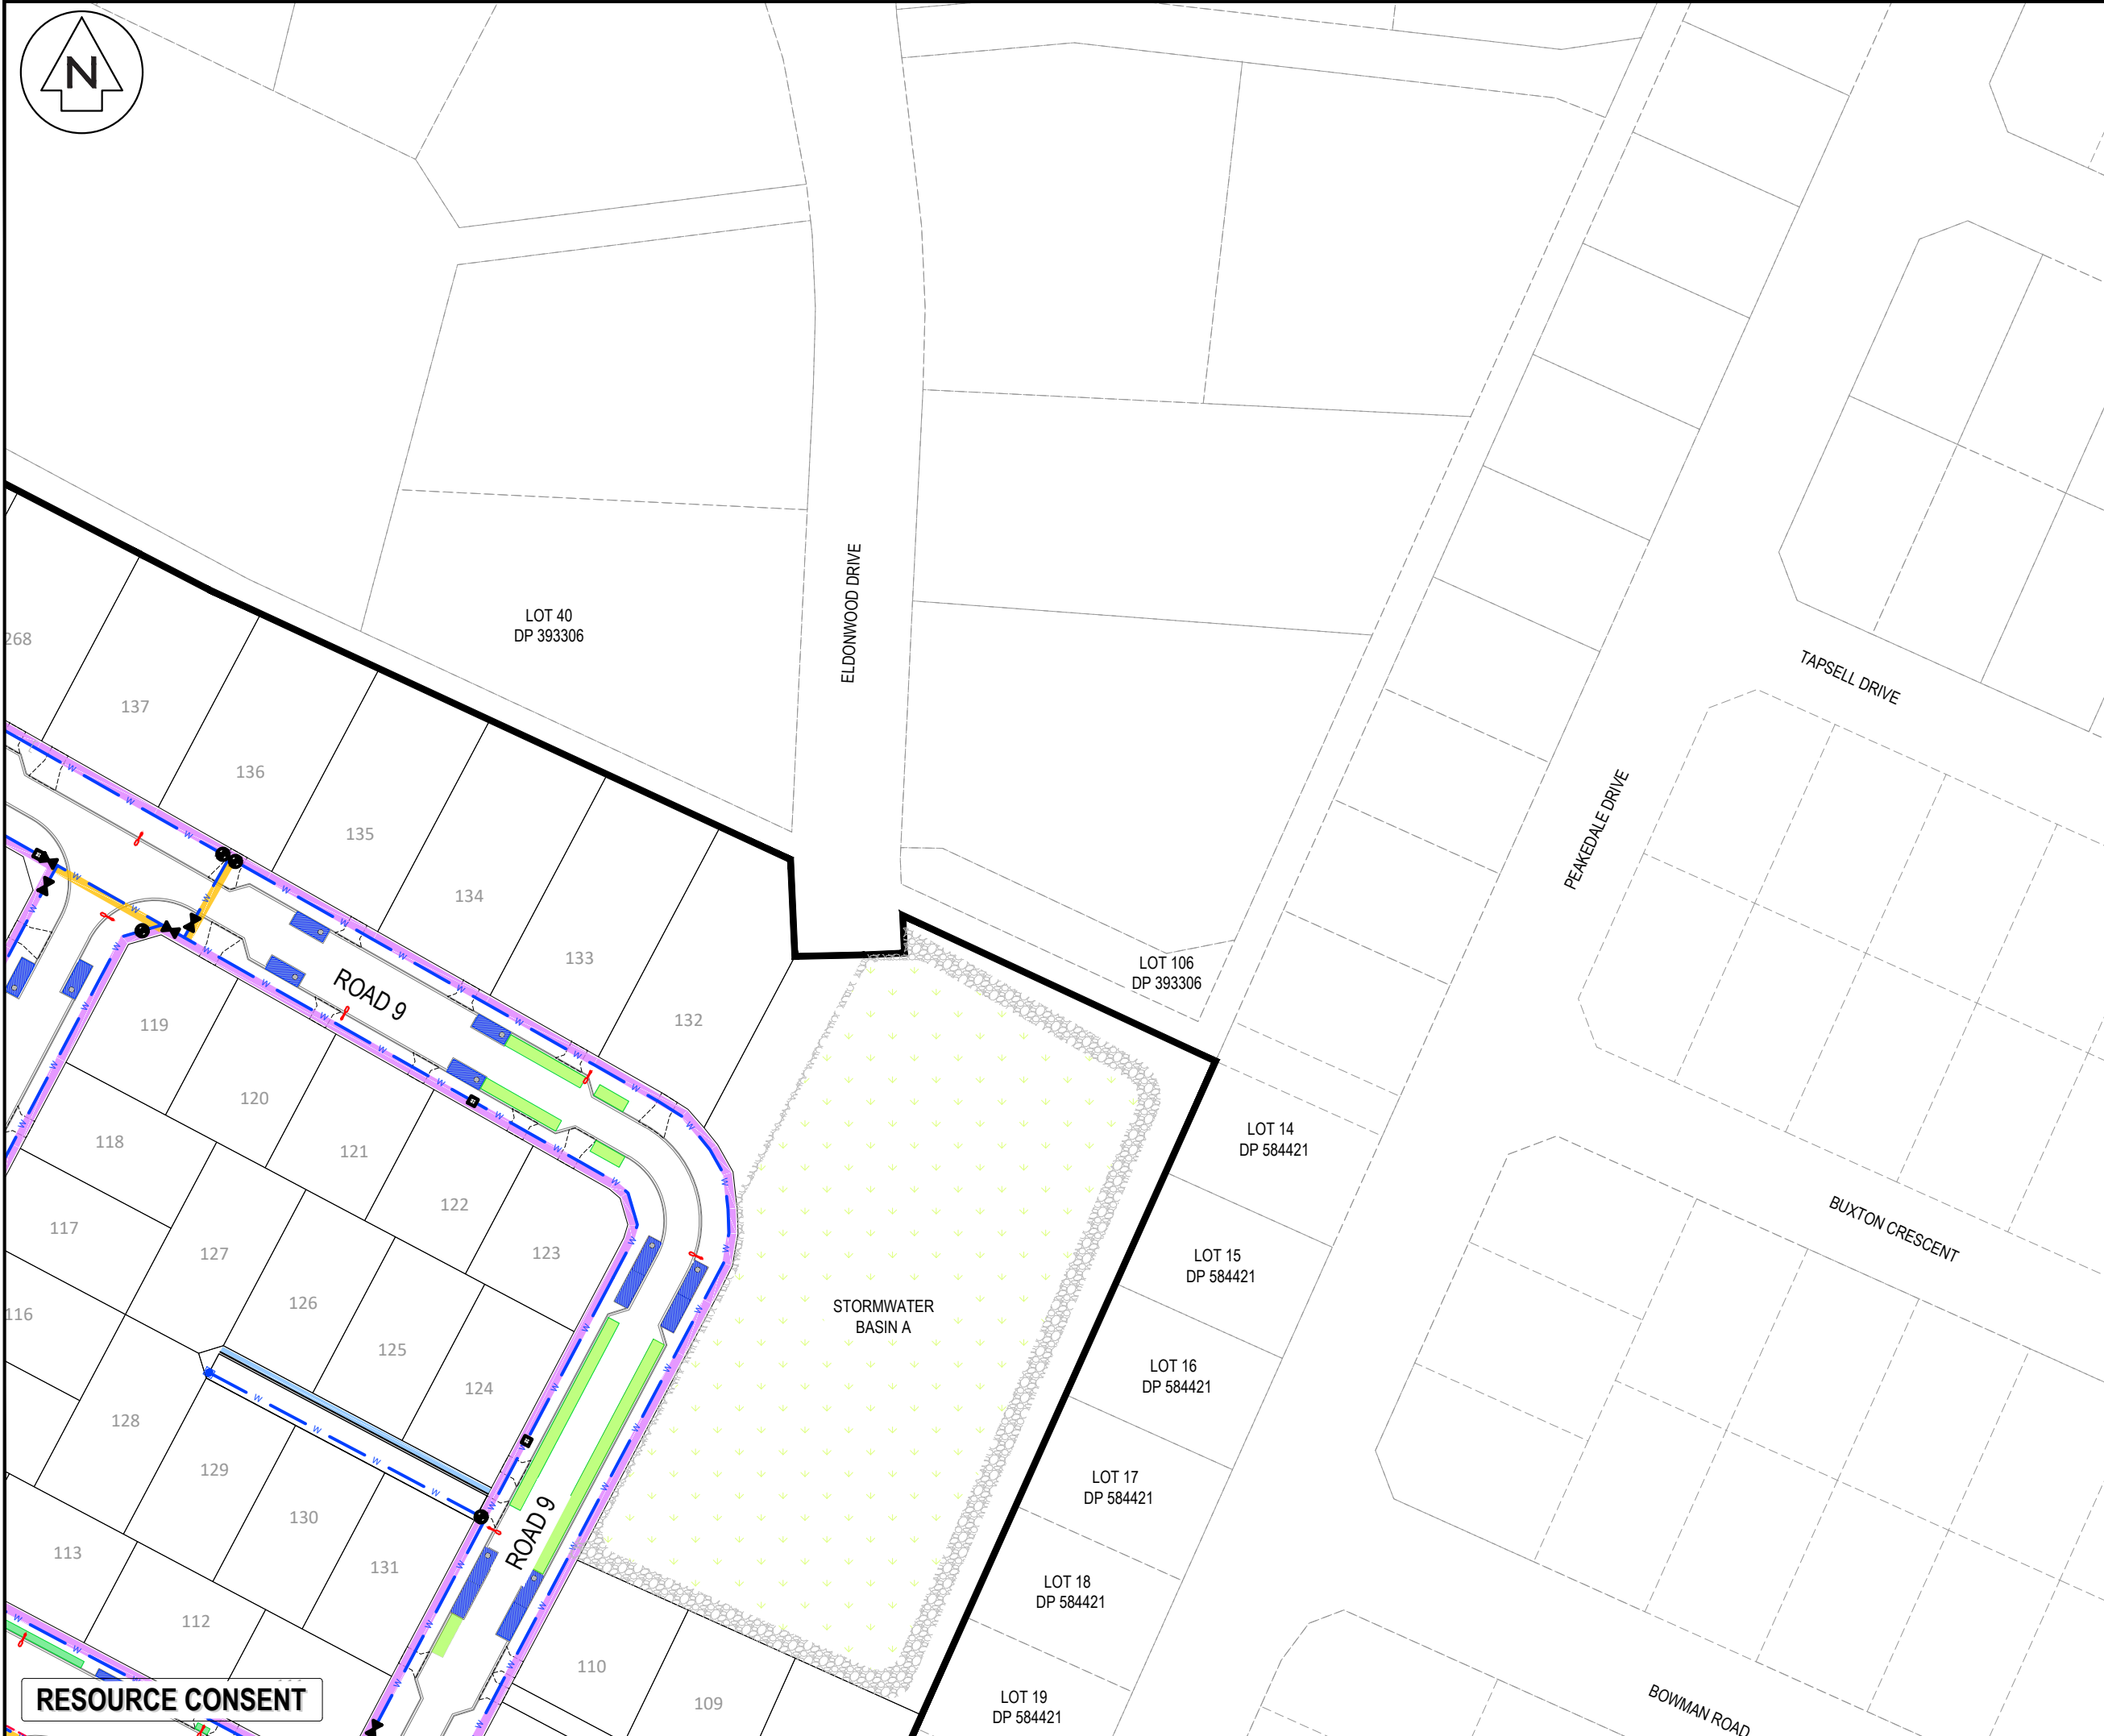 N
LOT 40
DP 393306
ELDONWOOD DRIVE
TAPSELL DRIVE
PEAKEDALE DRIVE
268
137
136
135
134
133
132
ROAD 9
LOT 106
DP 393306
119
120
118
121
122
117
127
123
126
116
125
124
128
129
130
131
113
112
STORMWATER
BASIN A
LOT 14
DP 584421
LOT 15
DP 584421
LOT 16
DP 584421
LOT 17
DP 584421
LOT 18
DP 584421
LOT 19
DP 584421
BUXTON CRESCENT
BOWMAN ROAD
ROAD 9
110
109
RESOURCE CONSENT